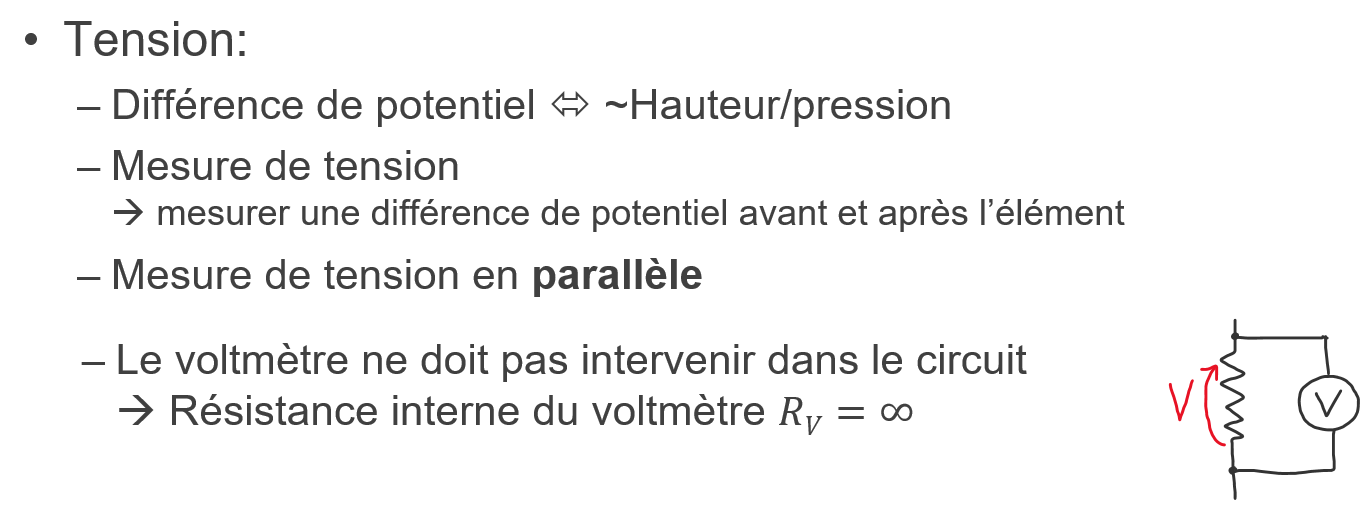 • Tension:
– Différence de potentiel ⬄ ~Hauteur/pression
– Mesure de tension
→ mesurer une différence de potentiel avant et après l’élément
– Mesure de tension en parallèle
– Le voltmètre ne doit pas intervenir dans le circuit
→ Résistance interne du voltmètre R_V = ∞
V
V